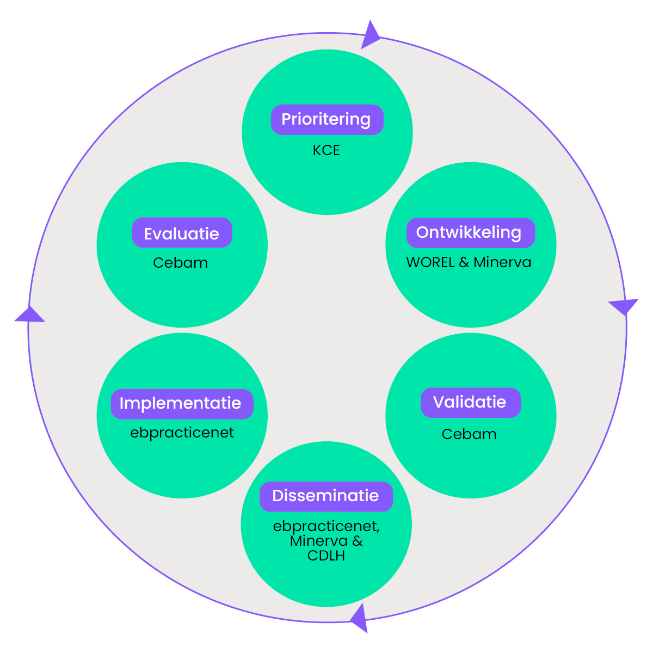 Prioritering
KCE
Ontwikkeling
WOREL & Minerva
Validatie
Cebam
Disseminatie
ebpracticenet,
Minerva &
CDLH
Implementatie
ebpracticenet
Evaluatie
Cebam